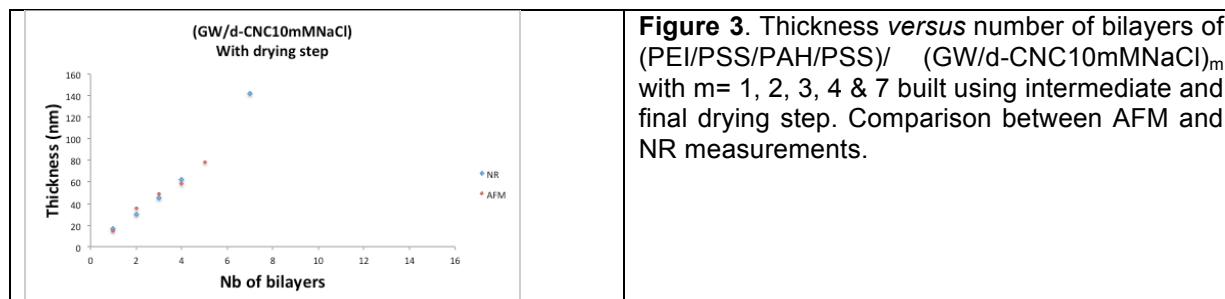 (GW/d-CNC10mMNaCl)
With drying step
160
140
120
100
80
60
40
20
0
Thickness (nm)
0 2 4 6 8 10 12 14 16
Nb of bilayers
NR
AFM
Figure 3. Thickness versus number of bilayers of
(PEI/PSS/PAH/PSS)/ (GW/d-CNC10mMNaCl)m
with m= 1, 2, 3, 4 & 7 built using intermediate and
final drying step. Comparison between AFM and
NR measurements.